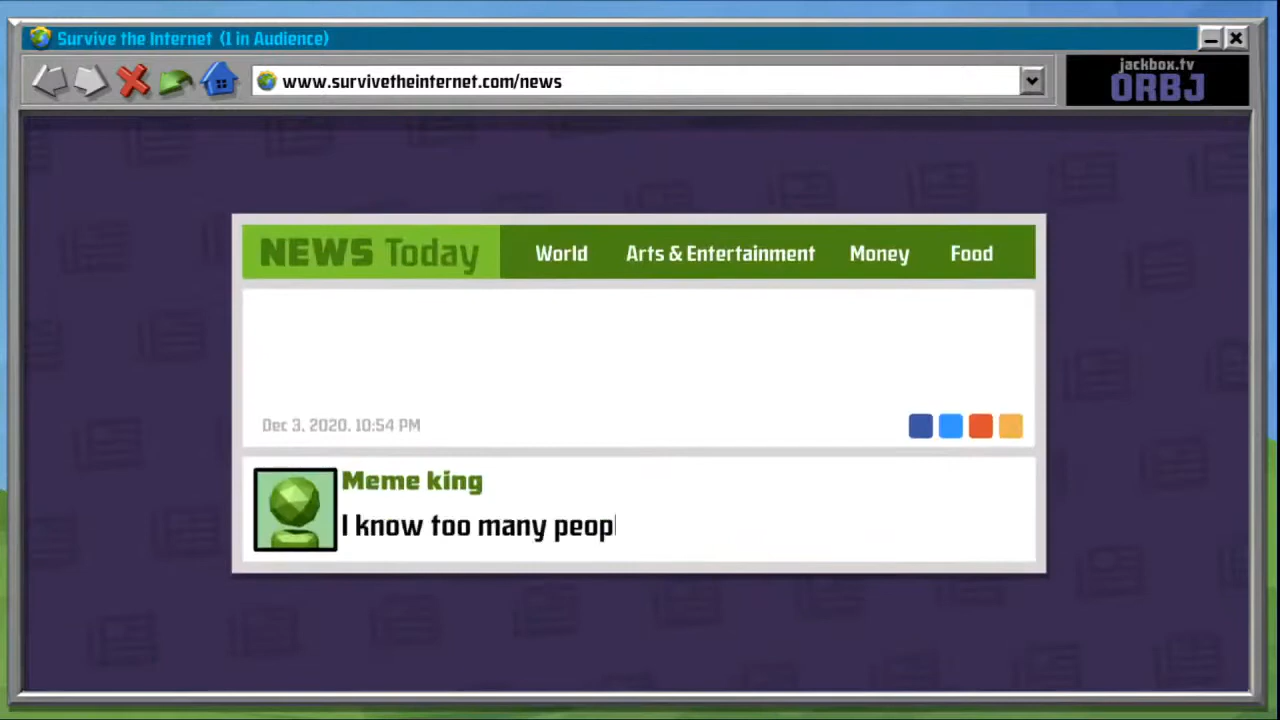 Survive the Internet (1 in Audience)
www.survivetheinternet.com/news
jackbox.tv
ORBJ
NEWS Today World Arts & Entertainment Money Food
Dec 3, 2020, 10:54 PM
Meme king
I know too many peop